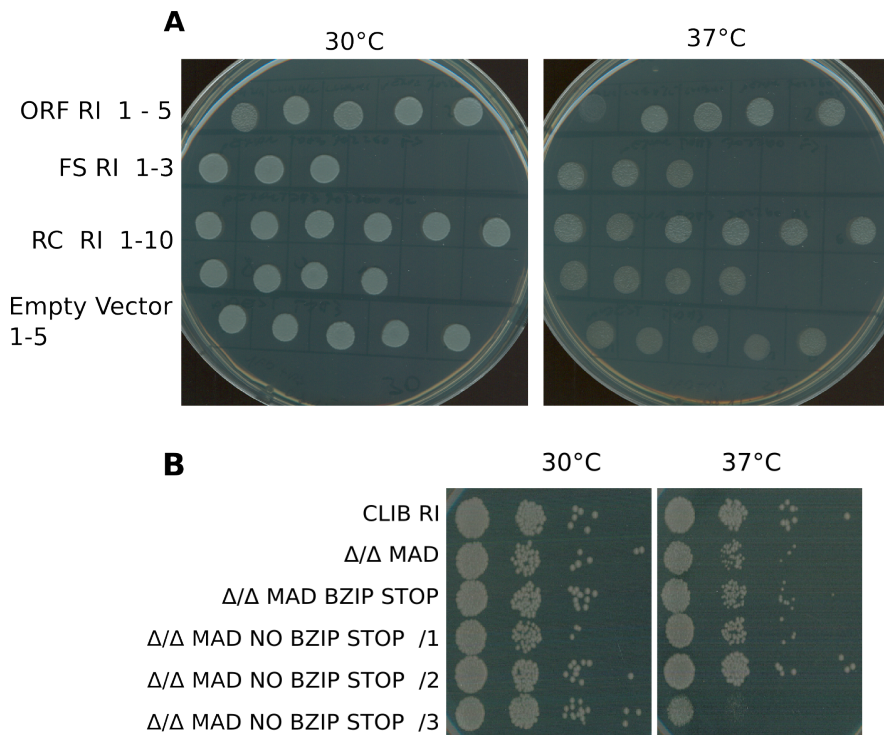 A
30°C
37°C
ORF RI 1 - 5
FS RI 1-3
RC RI 1-10
Empty Vector
1-5
30
B
30°C
37°C
CLIB RI
Δ/Δ MAD
Δ/Δ MAD BZIP STOP
Δ/Δ MAD NO BZIP STOP /1
Δ/Δ MAD NO BZIP STOP /2
Δ/Δ MAD NO BZIP STOP /3